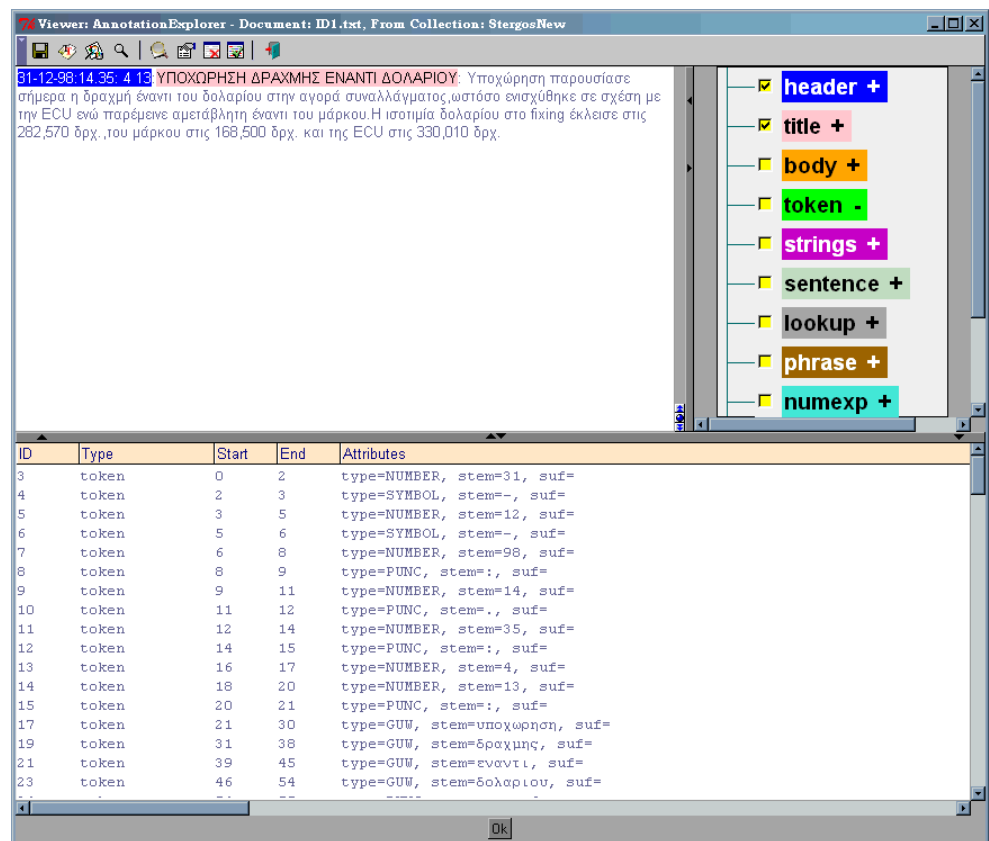 Viewer: AnnotationExplorer - Document: ID1.txt, From Collection: StergosNew
31-12-98:14.35: 4 13: ΥΠΟΧΩΡΗΣΗ ΔΡΑΧΜΗΣ ΕΝΑΝΤΙ ΔΟΛΑΡΙΟΥ: Υποχώρηση παρουσίασε
σήμερα η δραχμή έναντι του δολαρίου στην αγορά συναλλάγματος,ωστόσο ενισχύθηκε σε σχέση με
την ECU ενώ παρέμεινε αμετάβλητη έναντι του μάρκου.Η ισοτιμία δολαρίου στο fixing έκλεισε στις
282,570 δρχ.,του μάρκου στις 168,500 δρχ. και της ECU στις 330,010 δρχ.
header +
title +
body +
token -
strings +
sentence +
lookup +
phrase +
numexp +
ID Type Start End Attributes
3 token 0 2 type=NUMBER, stem=31, suf=
4 token 2 3 type=SYMBOL, stem=-, suf=
5 token 3 5 type=NUMBER, stem=12, suf=
6 token 5 6 type=SYMBOL, stem=-, suf=
7 token 6 8 type=NUMBER, stem=98, suf=
8 token 8 9 type=PUNC, stem=:, suf=
9 token 9 11 type=NUMBER, stem=14, suf=
10 token 11 12 type=PUNC, stem=., suf=
11 token 12 14 type=NUMBER, stem=35, suf=
12 token 14 15 type=PUNC, stem=:, suf=
13 token 16 17 type=NUMBER, stem=4, suf=
14 token 18 20 type=NUMBER, stem=13, suf=
15 token 20 21 type=PUNC, stem=:, suf=
17 token 21 30 type=GUW, stem=υποχωρηση, suf=
19 token 31 38 type=GUW, stem=δραχμης, suf=
21 token 39 45 type=GUW, stem=εναντι, suf=
23 token 46 54 type=GUW, stem=δολαριου, suf=
Ok